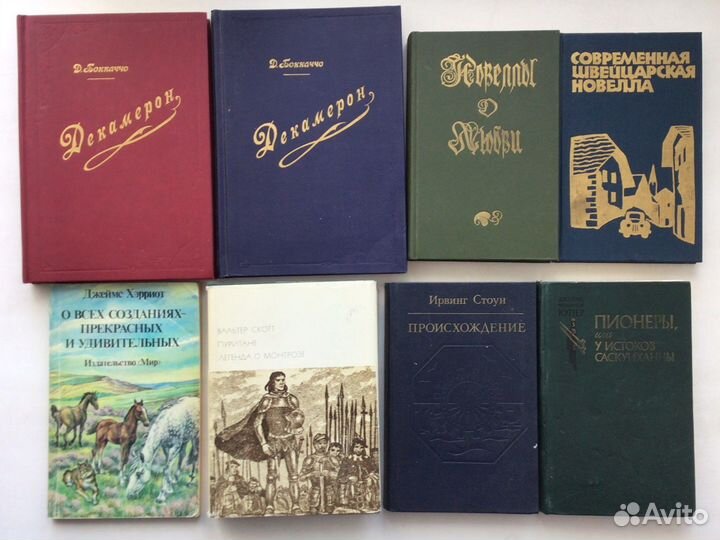 Д. Боккаччо
Декамерон
Д. Боккаччо
Декамерон
Новеллы
о
Любви
СОВРЕМЕННАЯ
ШВЕЙЦАРСКАЯ
НОВЕЛЛА
Джеймс Хэрриот
О ВСЕХ СОЗДАНИЯХ-
ПРЕКРАСНЫХ
И УДИВИТЕЛЬНЫХ
Издательство «Мир»
ВАЛЬТЕР СКОТТ
ПУРИТАНЕ
ЛЕГЕНДА О МОНТРОЗЕ
Ирвинг Стоун
ПРОИСХОЖДЕНИЕ
КУПЕР
ПИОНЕРЫ,
или
У ИСТОКОВ
САСКУИХАННЫ
Avito